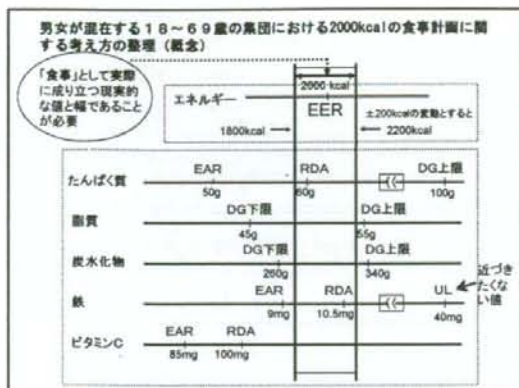 男女が混在する18～69歳の集団における2000kcalの食事計画に関
する考え方の整理（概念）
「食事」として実際
に成り立つ現実的
な値と幅であること
が必要
2000 kcal
エネルギー
EER
±200kcalの変動とすると
1800kcal
2200kcal
EAR RDA DG上限
たんぱく質
50g 60g 100g
DG下限 DG上限
脂質
45g 55g
DG下限 DG上限
炭水化物
260g 340g
近づき
たくな
い値
EAR RDA UL
鉄
9mg 10.5mg 40mg
EAR RDA
ビタミンC
85mg 100mg